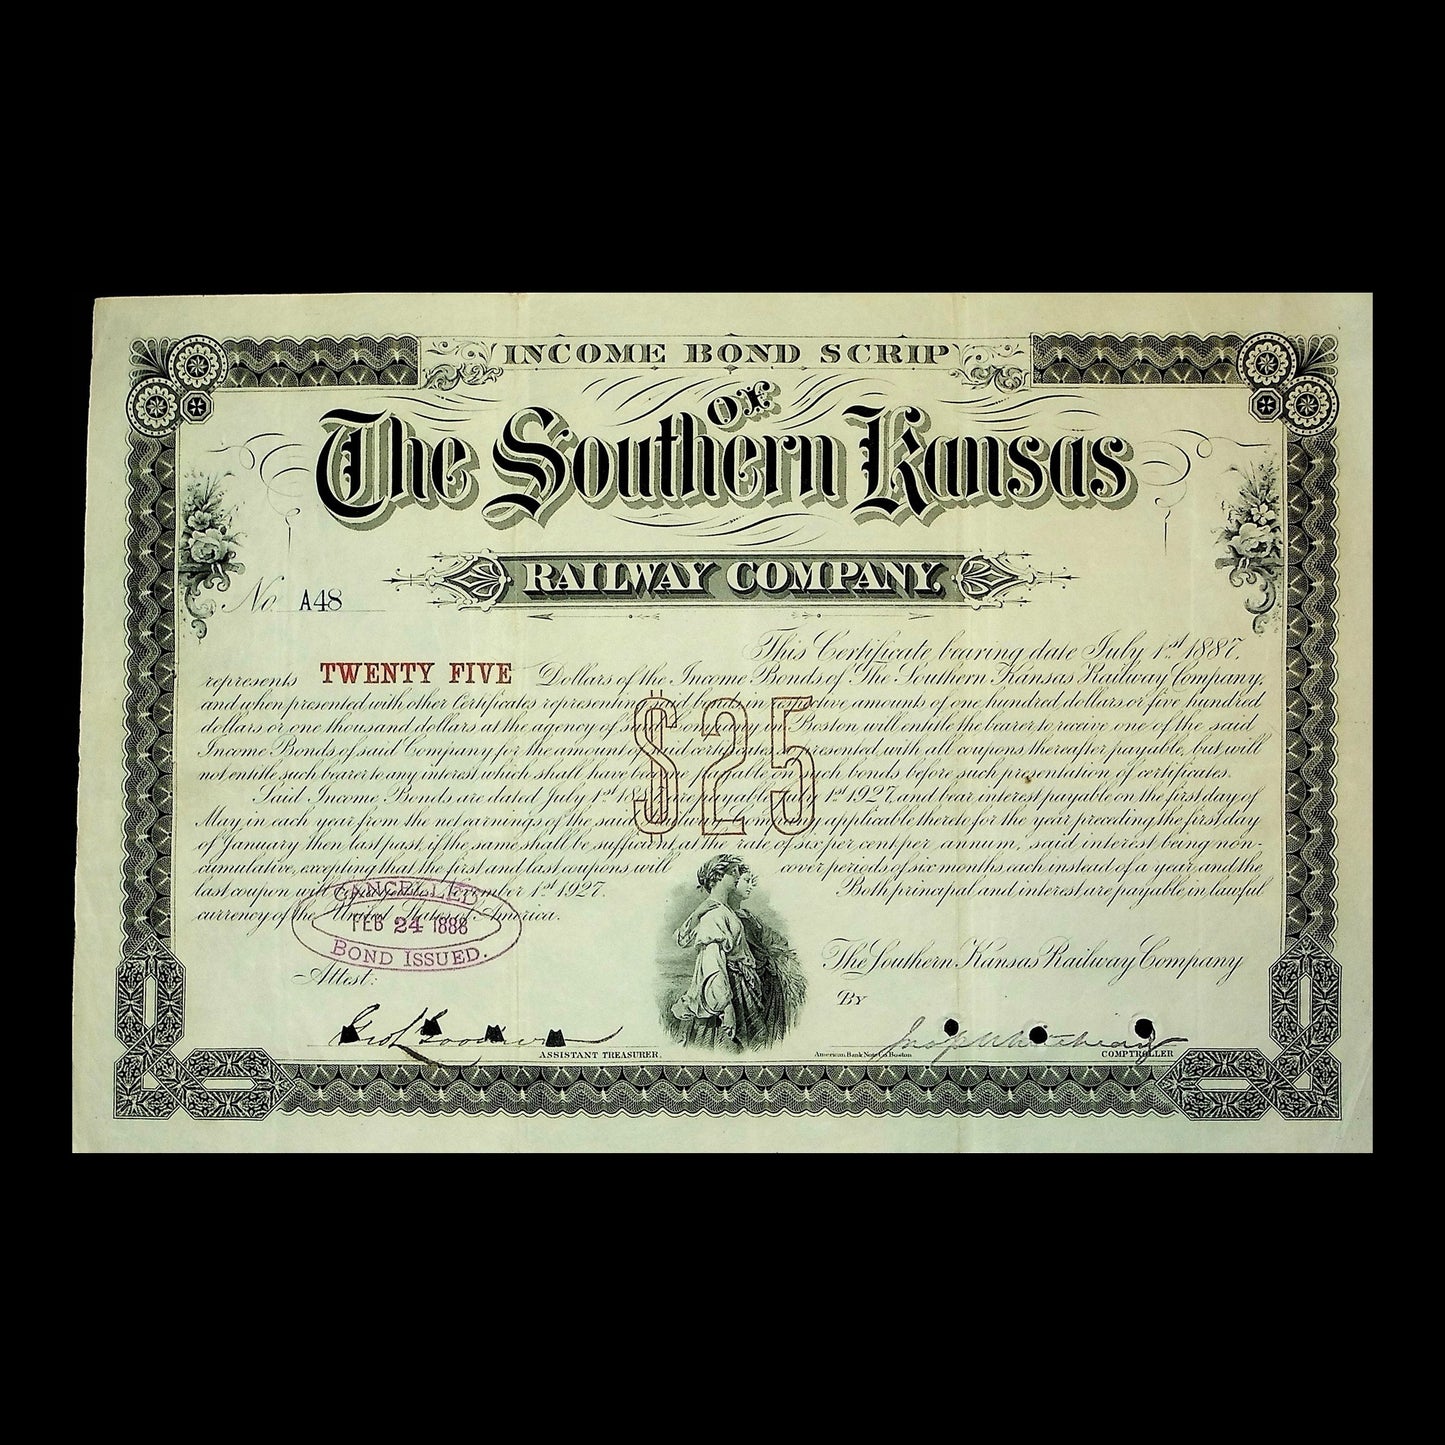 INCOME BOND SCRIP
OF
The Southern Kansas
RAILWAY COMPANY
No. A48
This Certificate bearing date July 1st 1887,
represents TWENTY FIVE Dollars of the Income Bonds of The Southern Kansas Railway Company,
and when presented with other Certificates representing said bonds in respective amounts of one hundred dollars or five hundred
dollars or one thousand dollars at the agency of said Company in Boston will entitle the bearer to receive one of the said
Income Bonds of said Company for the amount of said certificates so presented, with all coupons thereafter payable, but will
not entitle such bearer to any interest which shall have become payable on such bonds before such presentation of certificates.
$25
Said Income Bonds are dated July 1st are payable July 1st 1927, and bear interest payable on the first day of
May in each year from the net earnings of the said Railway Company applicable thereto for the year preceding the first day
of January then last past, if the same shall be sufficient, at the rate of six per cent per annum, said interest being non-
cumulative, excepting that the first and last coupons will cover periods of six months each instead of a year and the
last coupon will 1st 1927. Both principal and interest are payable in lawful
currency of the United States of America.
CANCELLED
FEB 24 1888
BOND ISSUED.
Attest:
The Southern Kansas Railway Company
BY
Geo L Goodwin
ASSISTANT TREASURER.
American Bank Note Co. Boston
Jno P Whitehead
COMPTROLLER